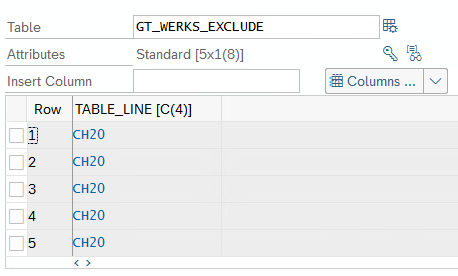 Table GT_WERKS_EXCLUDE
Attributes Standard [5x1(8)]
Insert Column Columns ...
Row TABLE_LINE [C(4)]
1 CH20
2 CH20
3 CH20
4 CH20
5 CH20